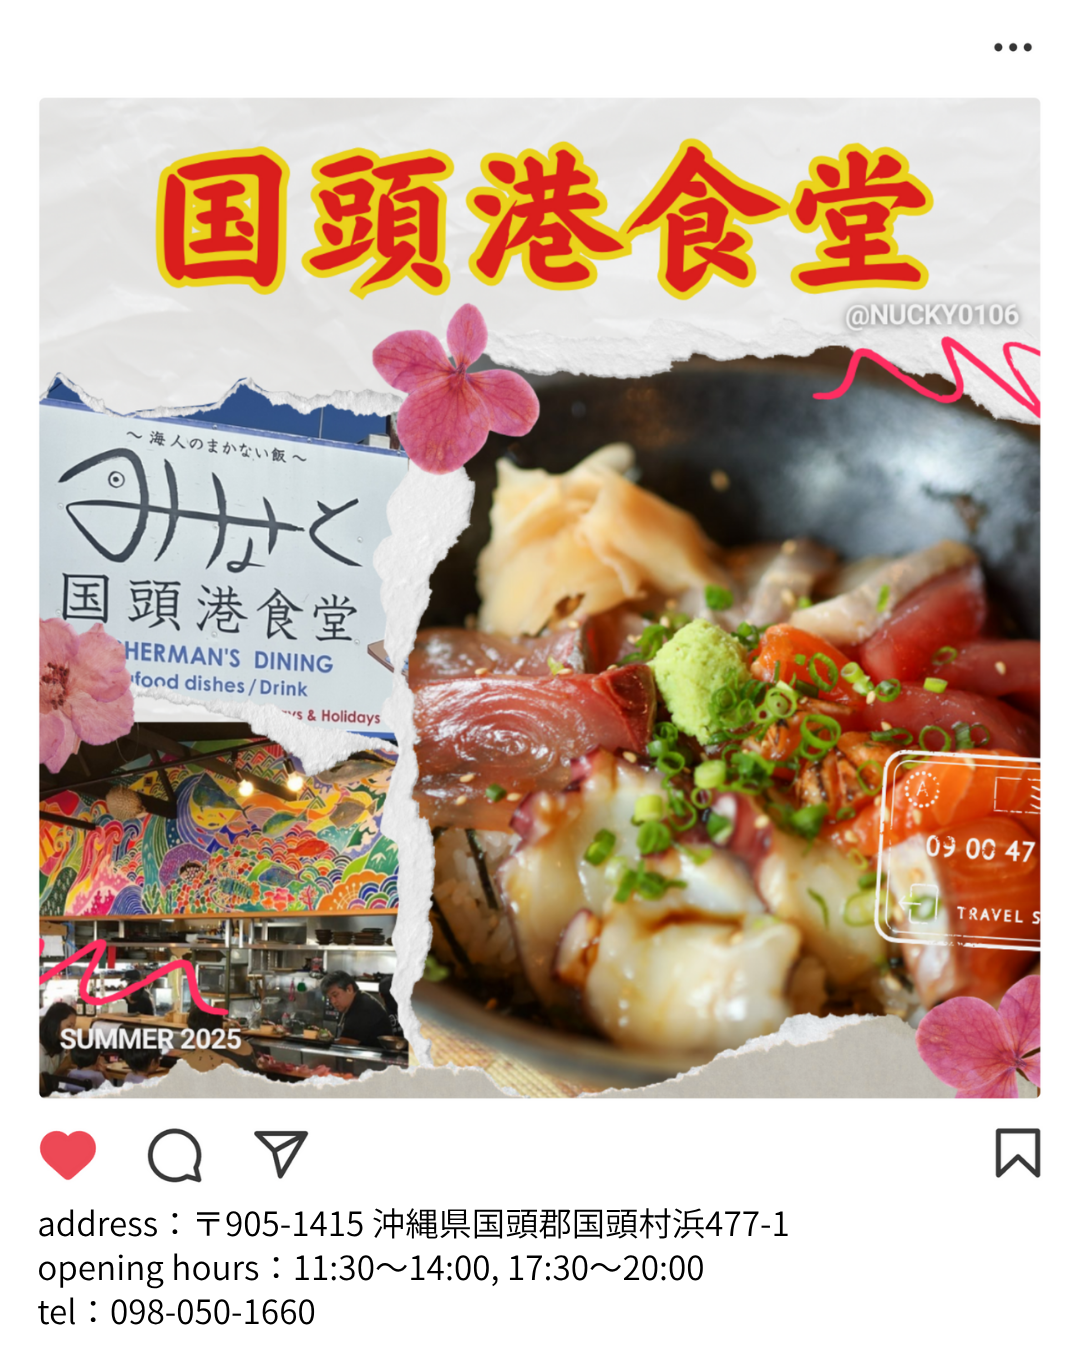 国頭港食堂
@NUCKY0106
～ 海人のまかない飯 ～
みなと
国頭港食堂
HERMAN'S DINING
food dishes / Drink
ys & Holidays
A
09 00 47
TRAVEL S
SUMMER 2025
address：〒905-1415 沖縄県国頭郡国頭村浜477-1
opening hours：11:30～14:00, 17:30～20:00
tel：098-050-1660